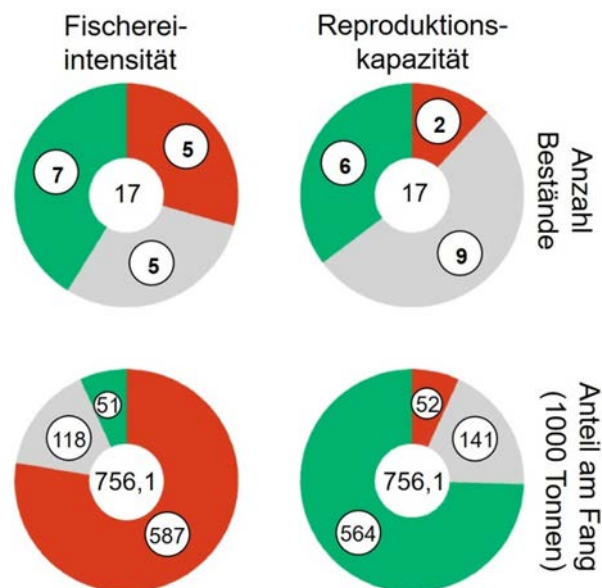 Fischerei-
intensität
Reproduktions-
kapazität
7
5
17
5
6
2
17
9
Anzahl
Bestände
51
118
756,1
587
52
141
756,1
564
Anteil am Fang
(1000 Tonnen)